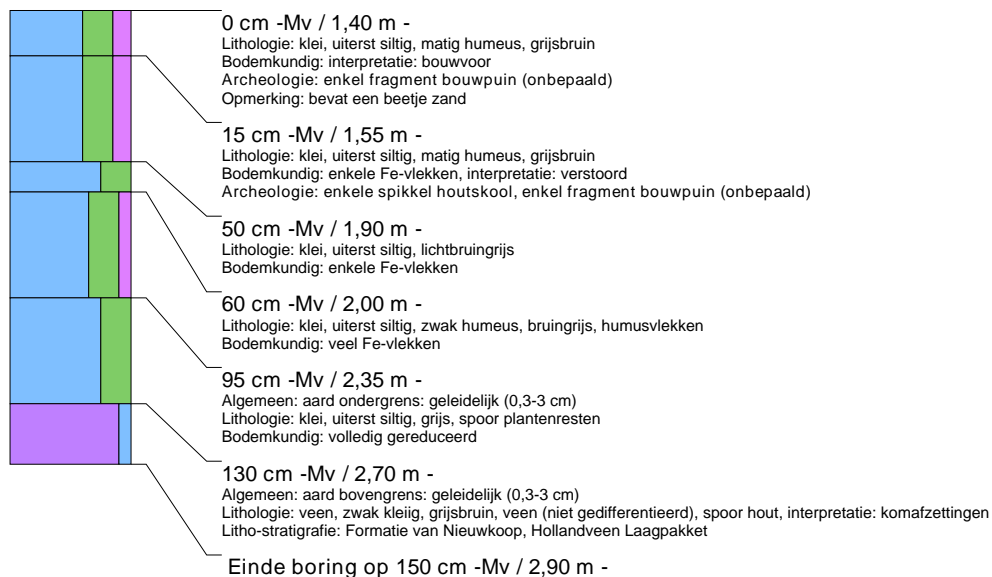 0 cm -Mv / 1,40 m -
Lithologie: klei, uiterst siltig, matig humeus, grijsbruin
Bodemkundig: interpretatie: bouwvoor
Archeologie: enkel fragment bouwpuin (onbepaald)
Opmerking: bevat een beetje zand
15 cm -Mv / 1,55 m -
Lithologie: klei, uiterst siltig, matig humeus, grijsbruin
Bodemkundig: enkele Fe-vlekken, interpretatie: verstoord
Archeologie: enkele spikkel houtskool, enkel fragment bouwpuin (onbepaald)
50 cm -Mv / 1,90 m -
Lithologie: klei, uiterst siltig, lichtbruingrijs
Bodemkundig: enkele Fe-vlekken
60 cm -Mv / 2,00 m -
Lithologie: klei, uiterst siltig, zwak humeus, bruingrijs, humusvlekken
Bodemkundig: veel Fe-vlekken
95 cm -Mv / 2,35 m -
Algemeen: aard ondergrens: geleidelijk (0,3-3 cm)
Lithologie: klei, uiterst siltig, grijs, spoor plantenresten
Bodemkundig: volledig gereduceerd
130 cm -Mv / 2,70 m -
Algemeen: aard bovengrens: geleidelijk (0,3-3 cm)
Lithologie: veen, zwak kleiig, grijsbruin, veen (niet gedifferentieerd), spoor hout, interpretatie: komafzettingen
Litho-stratigrafie: Formatie van Nieuwkoop, Hollandveen Laagpakket
Einde boring op 150 cm -Mv / 2,90 m -